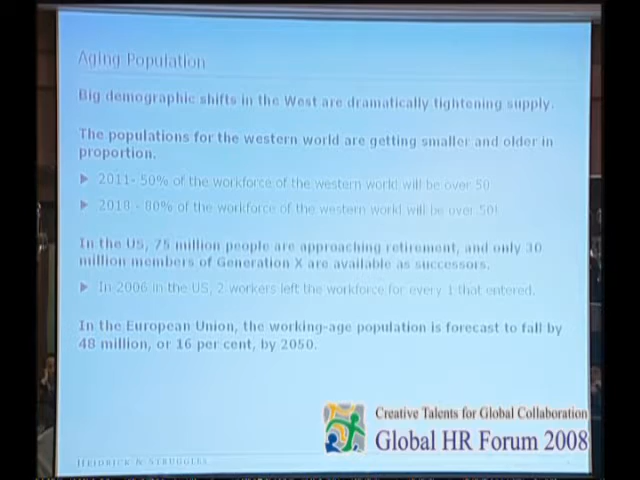 Aging Population
Big demographic shifts in the West are dramatically tightening supply.
The populations for the western world are getting smaller and older in
proportion.
2011- 50% of the workforce of the western world will be over 50
2018 - 80% of the workforce of the western world will be over 50!
In the US, 75 million people are approaching retirement, and only 30
million members of Generation X are available as successors.
In 2006 in the US, 2 workers left the workforce for every 1 that entered.
In the European Union, the working-age population is forecast to fall by
48 million, or 16 per cent, by 2050.
Creative Talents for Global Collaboration
Global HR Forum 2008
HEIDRICK & STRUGGLES